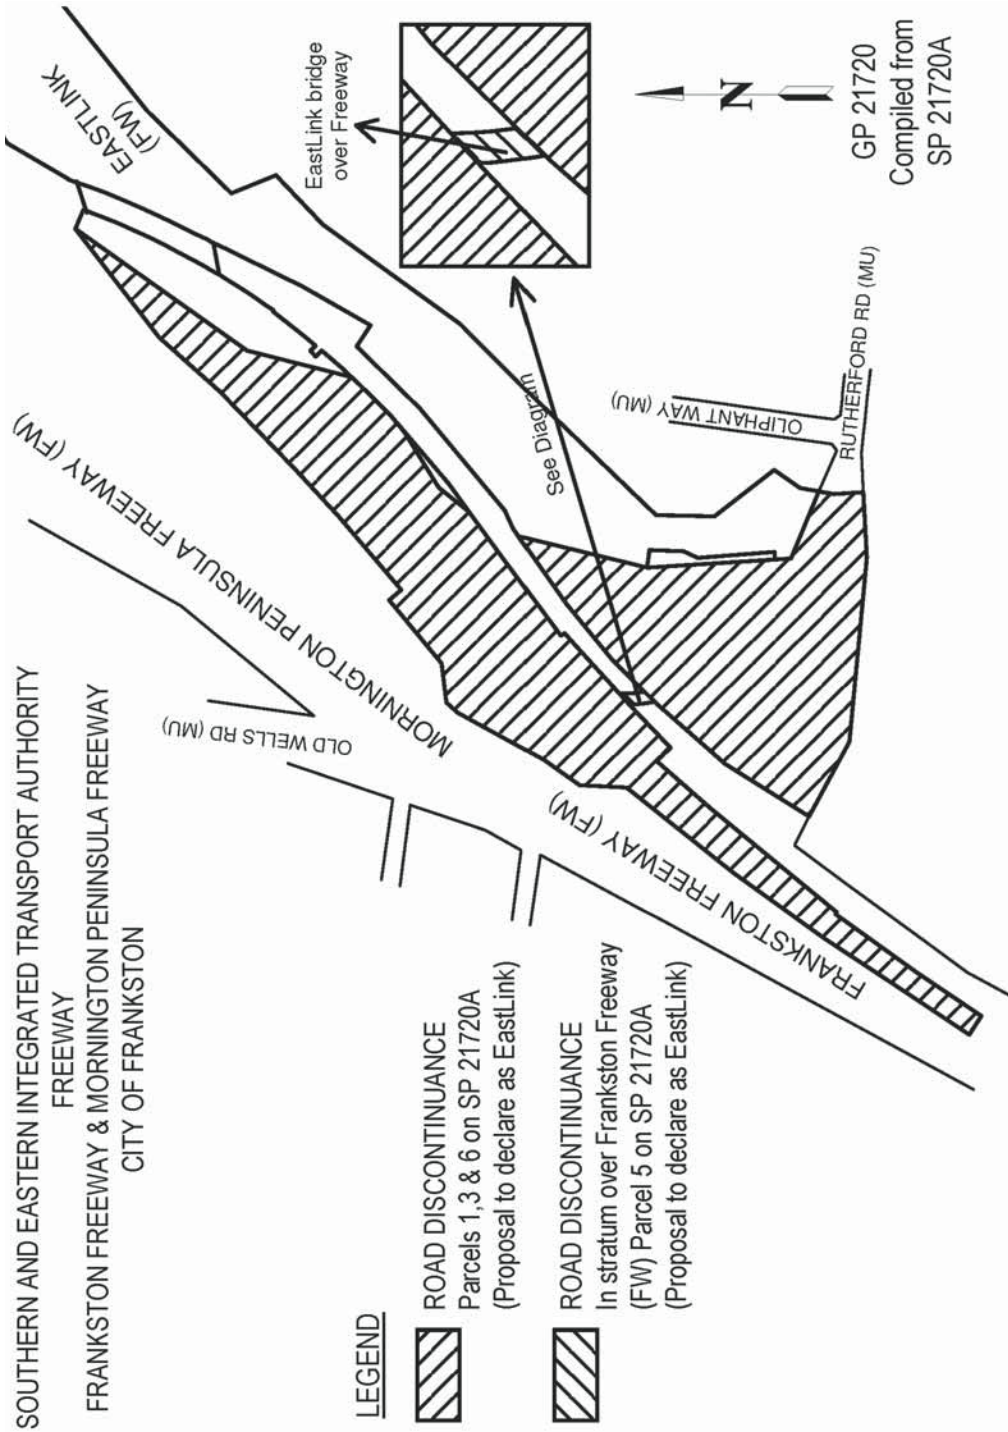 SOUTHERN AND EASTERN INTEGRATED TRANSPORT AUTHORITY
FREEWAY
FRANKSTON FREEWAY & MORNINGTON PENINSULA FREEWAY
CITY OF FRANKSTON
LEGEND
ROAD DISCONTINUANCE
Parcels 1,3 & 6 on SP 21720A
(Proposal to declare as EastLink)
ROAD DISCONTINUANCE
In stratum over Frankston Freeway
(FW) Parcel 5 on SP 21720A
(Proposal to declare as EastLink)
OLD WELLS RD (MU)
MORNINGTON PENINSULA FREEWAY (FW)
FRANKSTON FREEWAY (FW)
EASTLINK
(FW)
See Diagram
EastLink bridge
over Freeway
OLIPHANT WAY (MU)
RUTHERFORD RD (MU)
N
GP 21720
Compiled from
SP 21720A